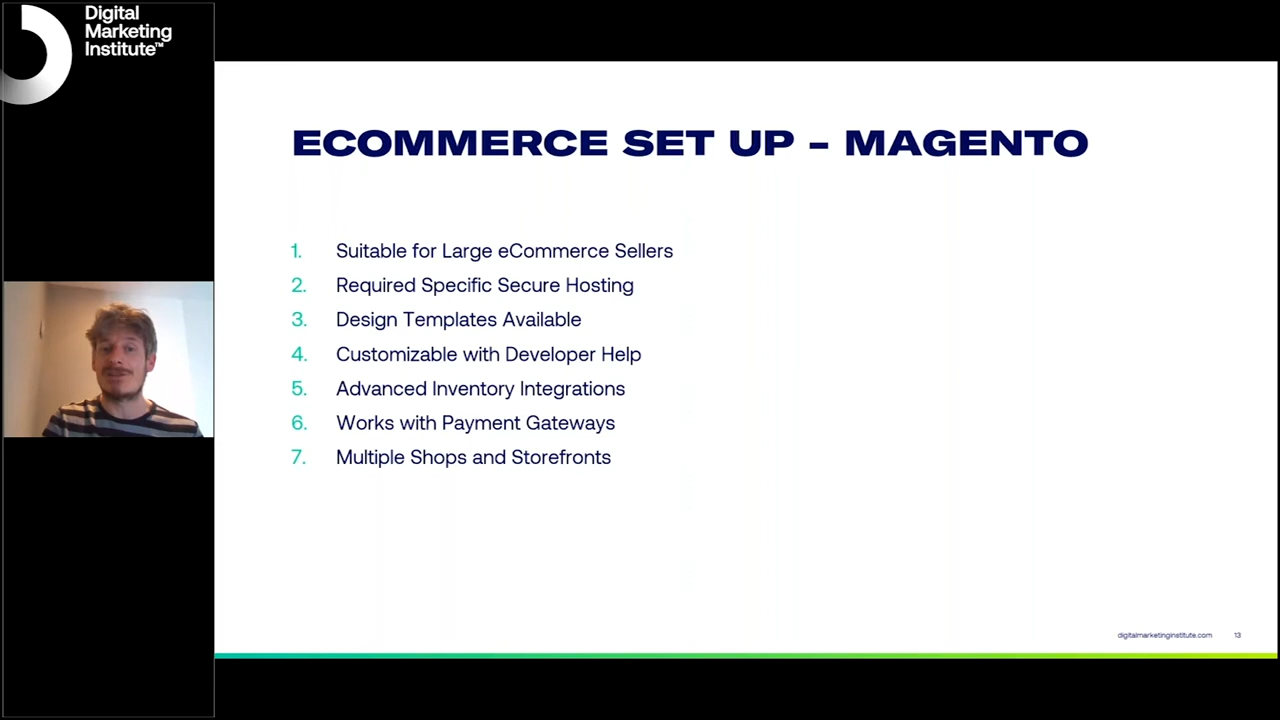 Digital
Marketing
Institute™
ECOMMERCE SET UP – MAGENTO
1. Suitable for Large eCommerce Sellers
2. Required Specific Secure Hosting
3. Design Templates Available
4. Customizable with Developer Help
5. Advanced Inventory Integrations
6. Works with Payment Gateways
7. Multiple Shops and Storefronts
digitalmarketinginstitute.com 13